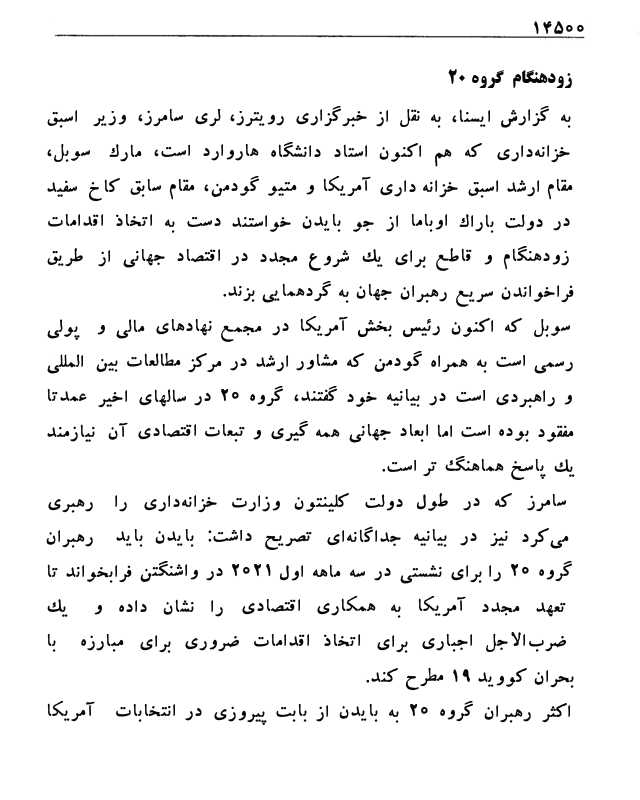 ۱۴۵۰۰
زودهنگام گروه ۲۰
به گزارش ایسنا، به نقل از خبرگزاری رویترز، لری سامرز، وزیر اسبق
خزانه‌داری که هم اکنون استاد دانشگاه هاروارد است، مارك سوبل،
مقام ارشد اسبق خزانه داری آمریکا و متیو گودمن، مقام سابق کاخ سفید
در دولت باراك اوباما از جو بایدن خواستند دست به اتخاذ اقدامات
زودهنگام و قاطع برای يك شروع مجدد در اقتصاد جهانی از طریق
فراخواندن سریع رهبران جهان به گردهمایی بزند.
سوبل که اکنون رئیس بخش آمریکا در مجمع نهادهای مالی و پولی
رسمی است به همراه گودمن که مشاور ارشد در مرکز مطالعات بین المللی
و راهبردی است در بیانیه خود گفتند، گروه ۲۰ در سالهای اخیر عمدتا
مفقود بوده است اما ابعاد جهانی همه گیری و تبعات اقتصادی آن نیازمند
يك پاسخ هماهنگ تر است.
سامرز که در طول دولت کلینتون وزارت خزانه‌داری را رهبری
می‌کرد نیز در بیانیه جداگانه‌ای تصریح داشت: بایدن باید رهبران
گروه ۲۰ را برای نشستی در سه ماهه اول ۲۰۲۱ در واشنگتن فرابخواند تا
تعهد مجدد آمریکا به همکاری اقتصادی را نشان داده و يك
ضرب‌الاجل اجباری برای اتخاذ اقدامات ضروری برای مبارزه با
بحران کووید ۱۹ مطرح کند.
اکثر رهبران گروه ۲۰ به بایدن از بابت پیروزی در انتخابات آمریکا